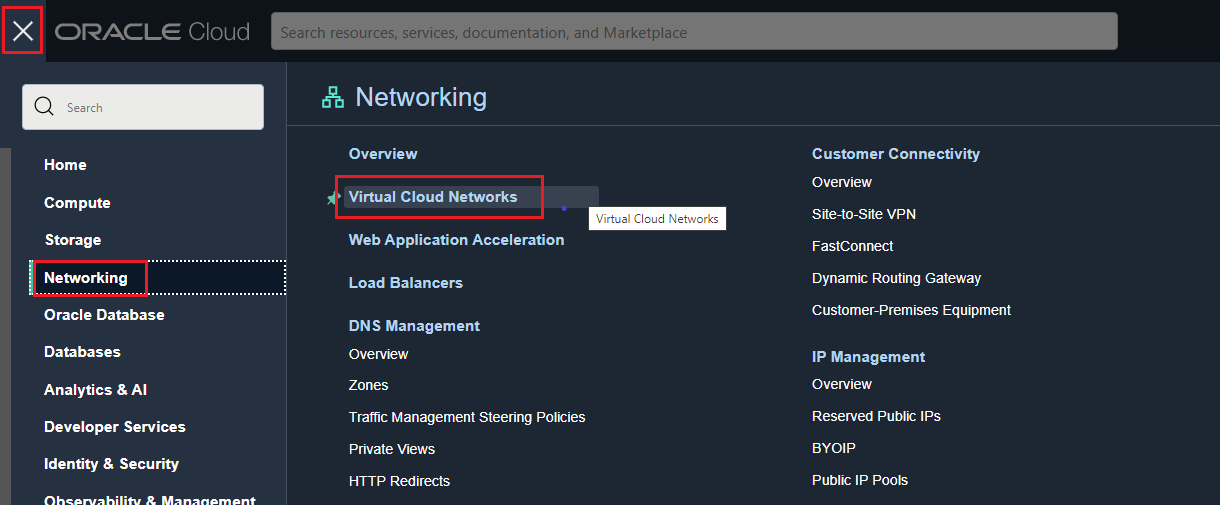 ORACLE Cloud
Search resources, services, documentation, and Marketplace
Search
Home
Compute
Storage
Networking
Oracle Database
Databases
Analytics & AI
Developer Services
Identity & Security
Observability & Management
Networking
Overview
Virtual Cloud Networks
Virtual Cloud Networks
Web Application Acceleration
Load Balancers
DNS Management
Overview
Zones
Traffic Management Steering Policies
Private Views
HTTP Redirects
Customer Connectivity
Overview
Site-to-Site VPN
FastConnect
Dynamic Routing Gateway
Customer-Premises Equipment
IP Management
Overview
Reserved Public IPs
BYOIP
Public IP Pools